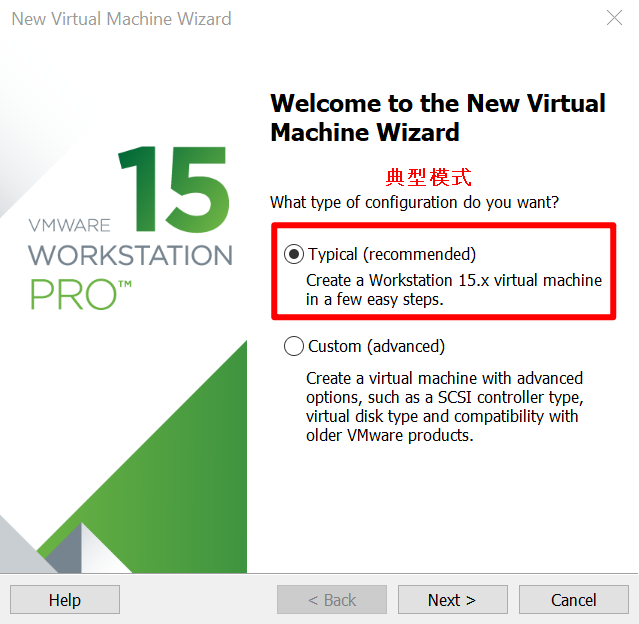 New Virtual Machine Wizard
15
VMWARE
WORKSTATION
PRO™
Welcome to the New Virtual
Machine Wizard
典型模式
What type of configuration do you want?
Typical (recommended)
Create a Workstation 15.x virtual machine
in a few easy steps.
Custom (advanced)
Create a virtual machine with advanced
options, such as a SCSI controller type,
virtual disk type and compatibility with
older VMware products.
Help
< Back
Next >
Cancel